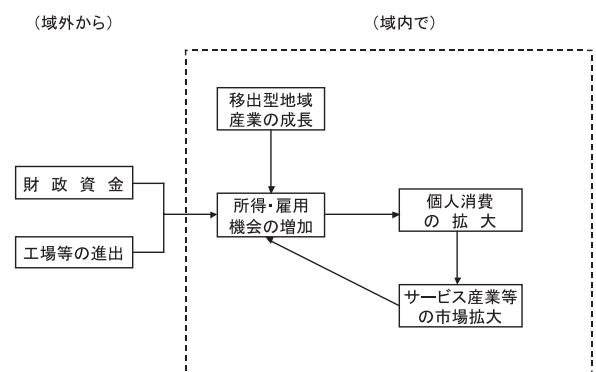 (域外から)
(域内で)
移出型地域
産業の成長
財政資金
工場等の進出
所得・雇用
機会の増加
個人消費
の拡大
サービス産業等
の市場拡大